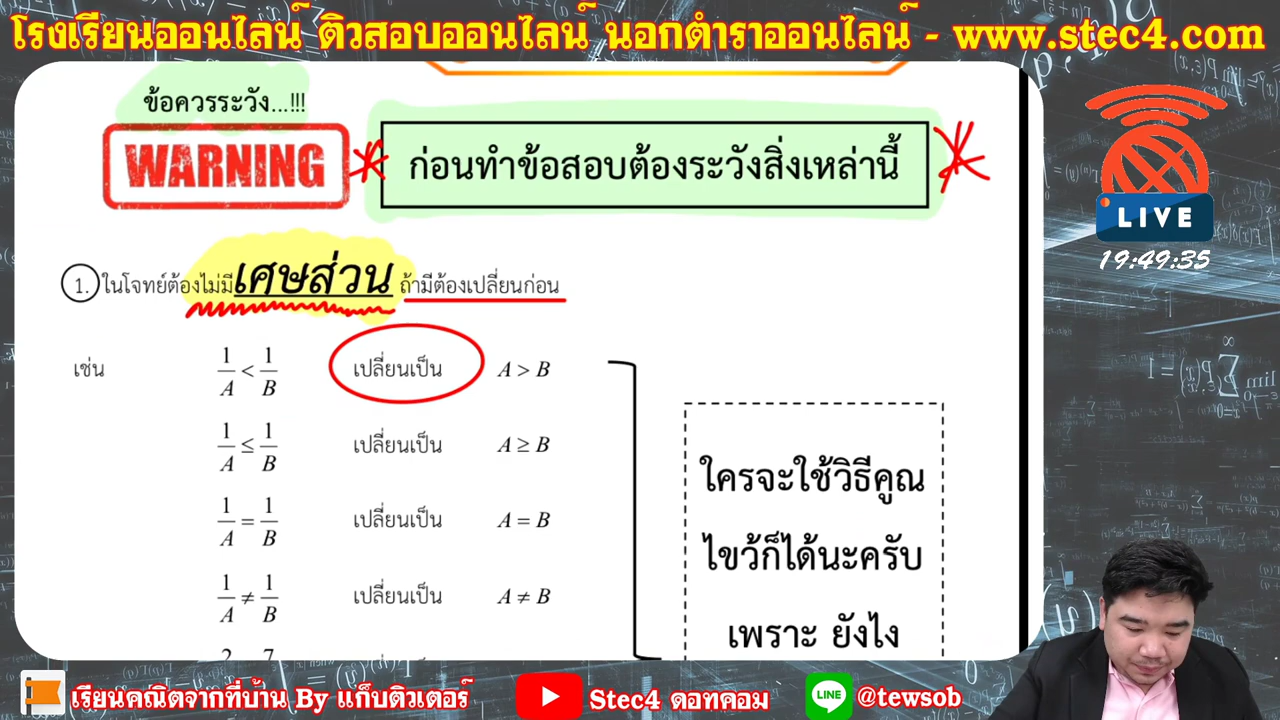 โรงเรียนออนไลน์ ติวสอบออนไลน์ นอกตำราออนไลน์ - www.stec4.com
ข้อควรระวัง...!!!
WARNING
ก่อนทำข้อสอบต้องระวังสิ่งเหล่านี้
LIVE
19:49:35
1. ในโจทย์ต้องไม่มีเศษส่วน ถ้ามีต้องเปลี่ยนก่อน
เช่น 1/A < 1/B เปลี่ยนเป็น A > B
1/A ≤ 1/B เปลี่ยนเป็น A ≥ B
1/A = 1/B เปลี่ยนเป็น A = B
1/A ≠ 1/B เปลี่ยนเป็น A ≠ B
2 7
ใครจะใช้วิธีคูณ
ไขว้ก็ได้นะครับ
เพราะ ยังไง
เรียนคณิตจากที่บ้าน By แก็บติวเตอร์
Stec4 ดอทคอม
LINE
@tewsob